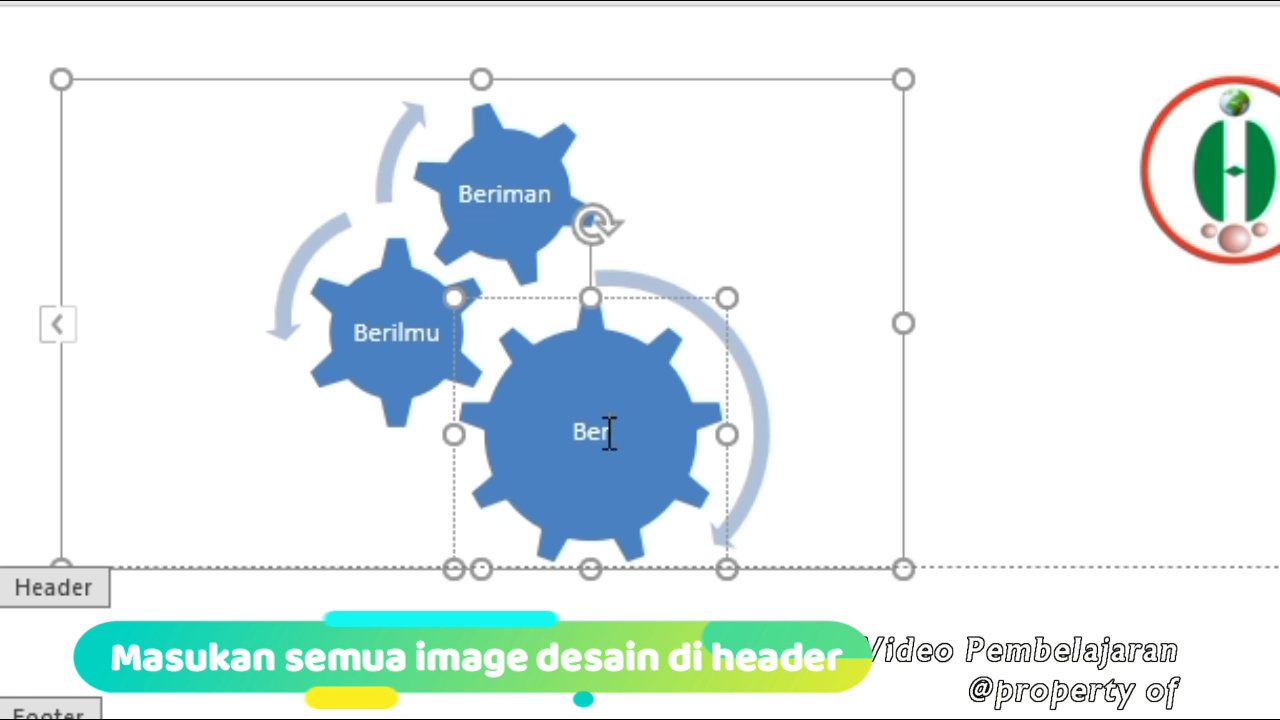 Beriman
Berilmu
Ber
Header
Masukan semua image desain di header
Video Pembelajaran
@property of
Footer